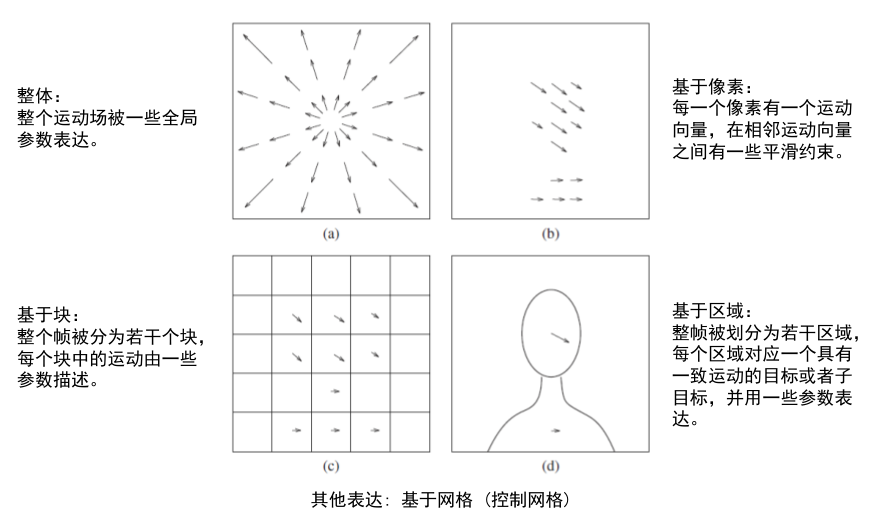 整体：
整个运动场被一些全局
参数表达。
(a)
(b)
基于像素：
每一个像素有一个运动
向量，在相邻运动向量
之间有一些平滑约束。
基于块：
整个帧被分为若干个块，
每个块中的运动由一些
参数描述。
(c)
(d)
基于区域：
整帧被划分为若干区域，
每个区域对应一个具有
一致运动的目标或者子
目标，并用一些参数表
达。
其他表达：基于网格（控制网格）